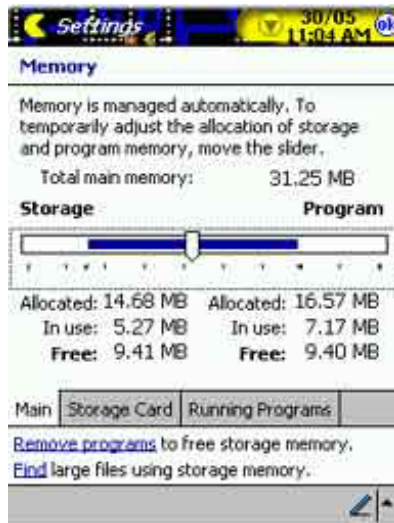 Settings
30/05
11:04 AM
ok
Memory
Memory is managed automatically. To
temporarily adjust the allocation of storage
and program memory, move the slider.
Total main memory: 31.25 MB
Storage Program
Allocated: 14.68 MB Allocated: 16.57 MB
In use: 5.27 MB In use: 7.17 MB
Free: 9.41 MB Free: 9.40 MB
Main Storage Card Running Programs
Remove programs to free storage memory.
Find large files using storage memory.